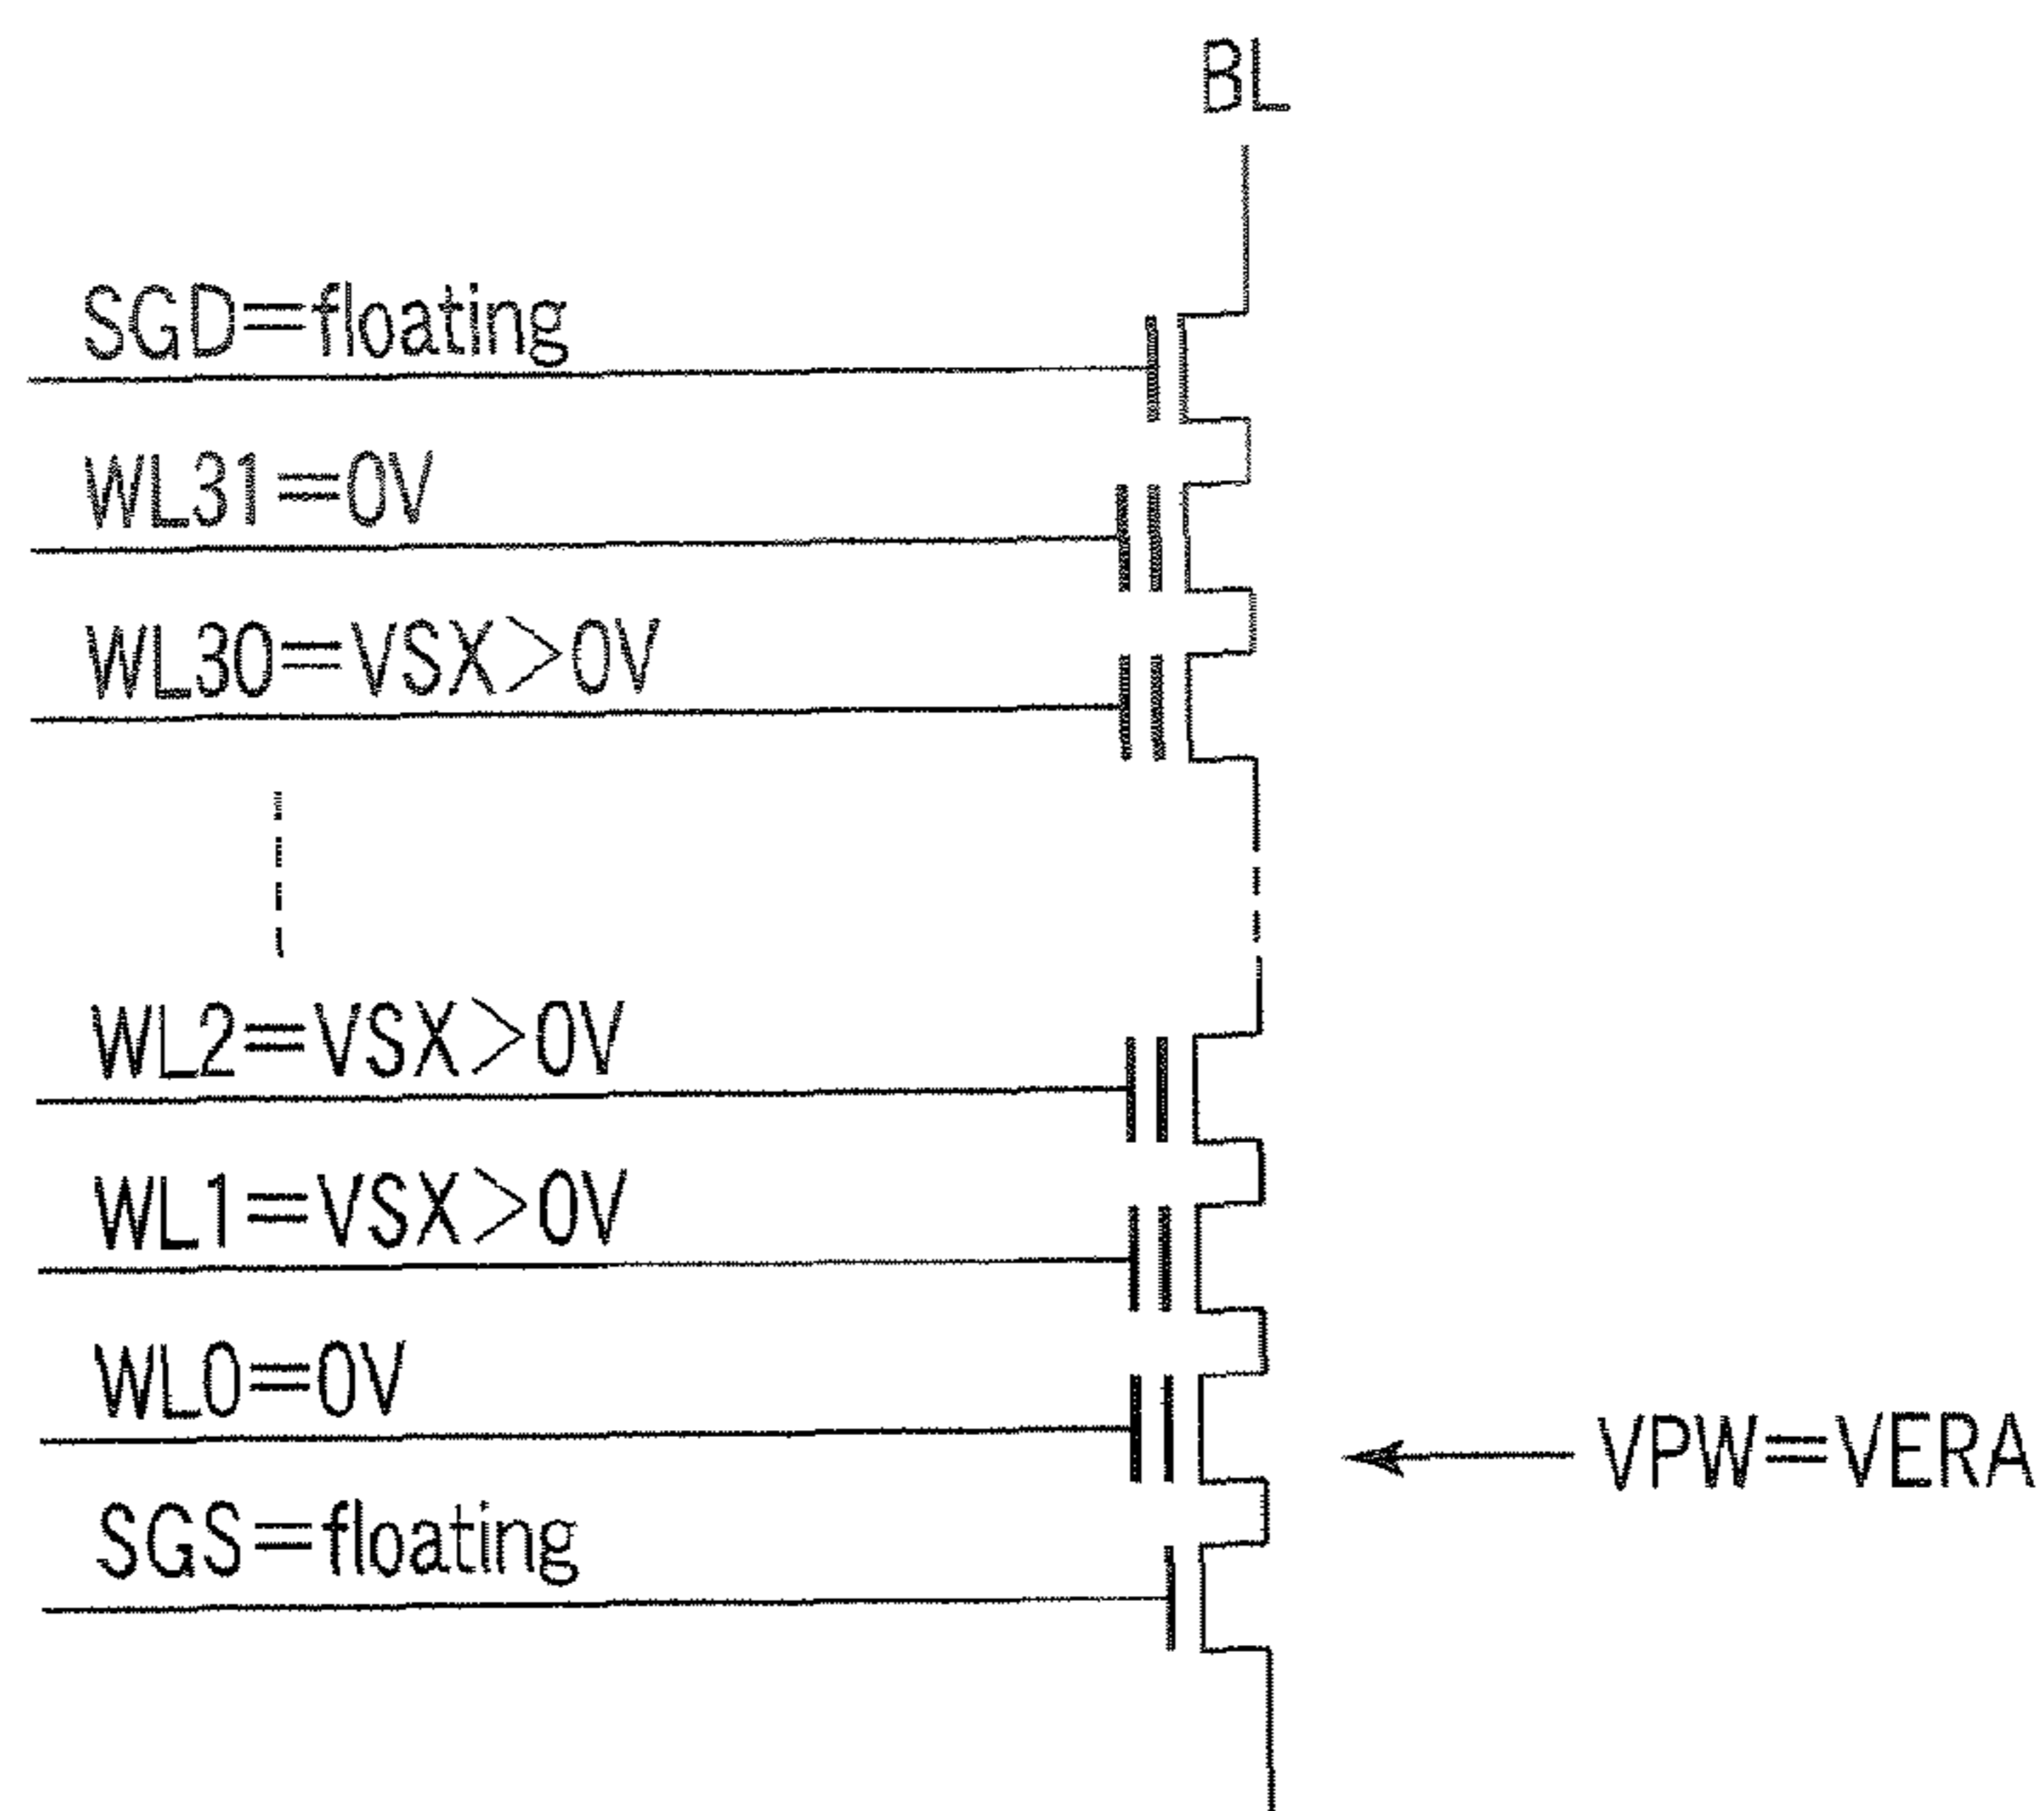 BL
SGD=floating
WL31=0V
WL30=VSX>0V
WL2=VSX>0V
WL1=VSX>0V
WL0=0V
VPW=VERA
SGS=floating